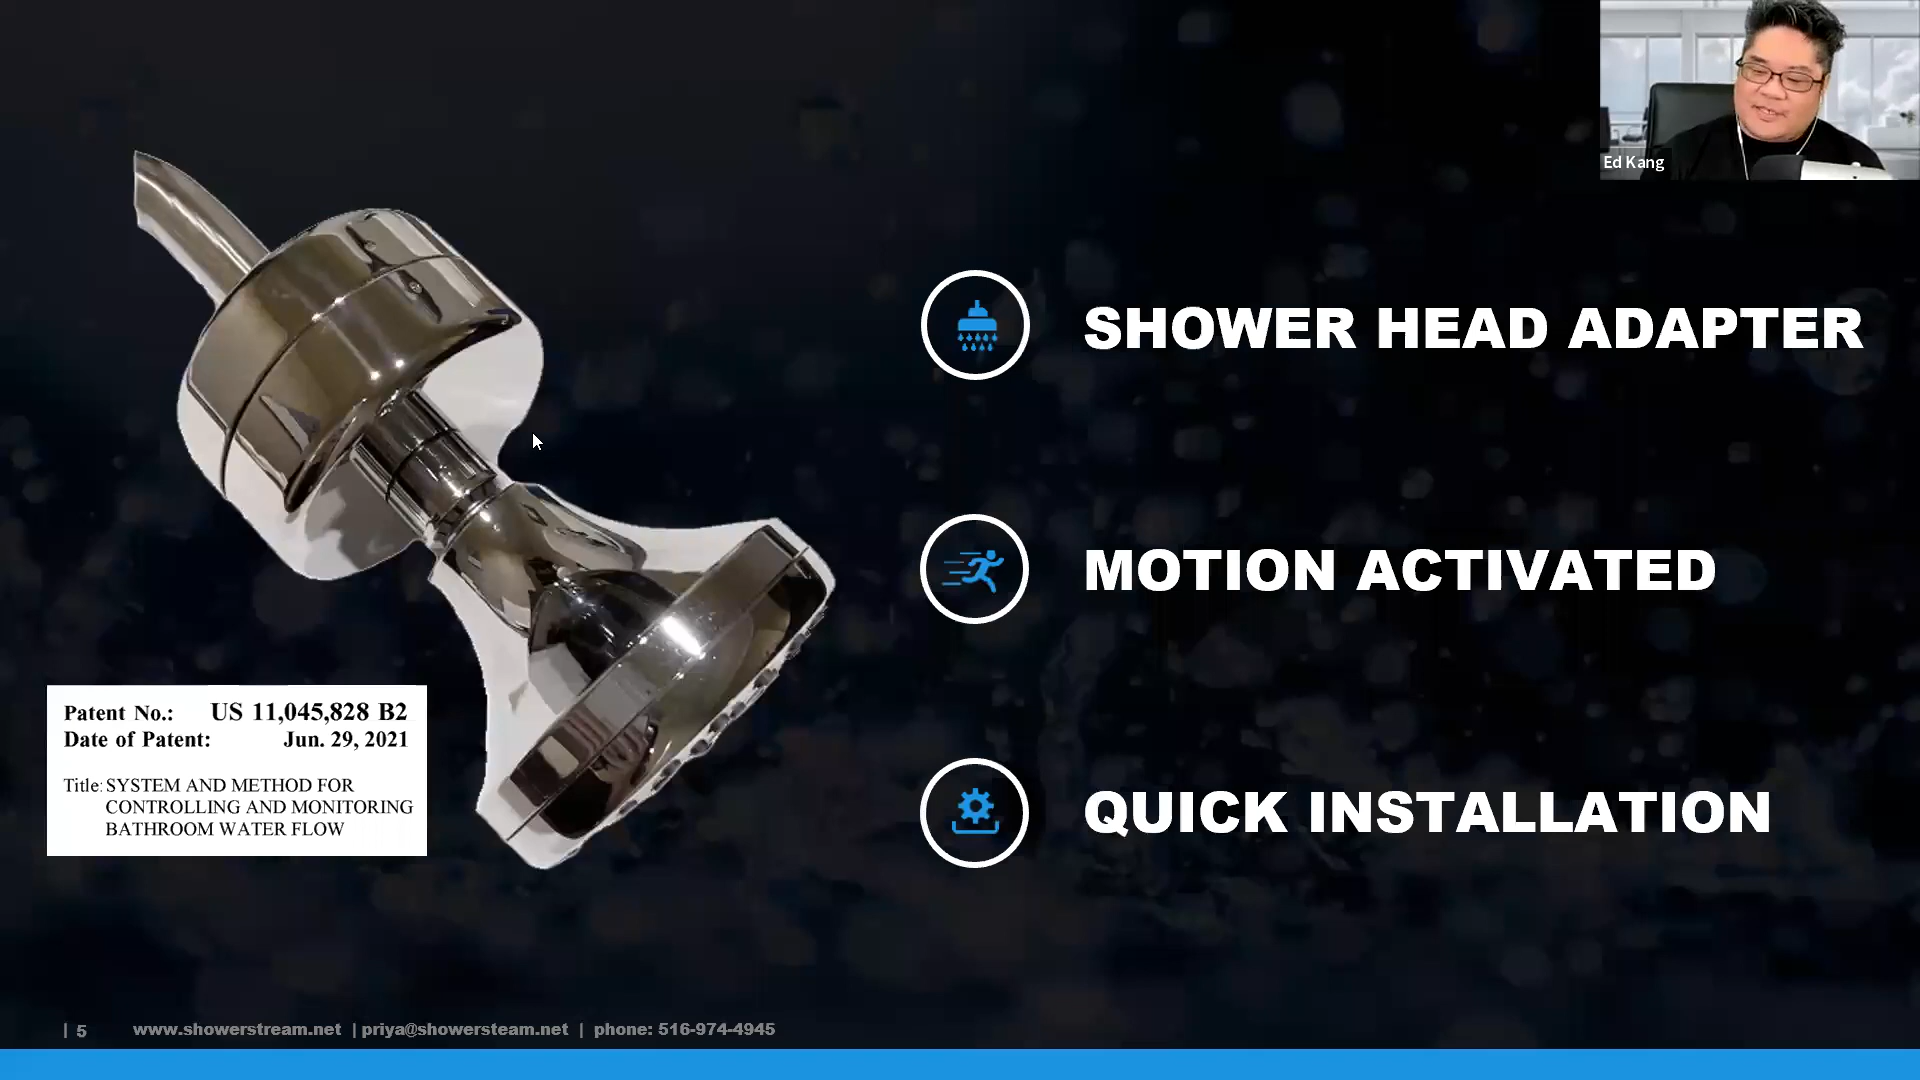 Ed Kang
SHOWER HEAD ADAPTER
MOTION ACTIVATED
QUICK INSTALLATION
Patent No.: US 11,045,828 B2
Date of Patent: Jun. 29, 2021
Title: SYSTEM AND METHOD FOR
CONTROLLING AND MONITORING
BATHROOM WATER FLOW
| 5 www.showerstream.net | priya@showersteam.net | phone: 516-974-4945